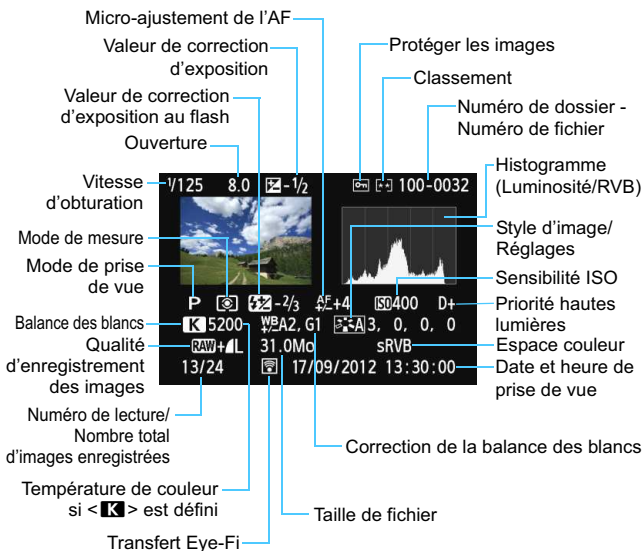 Micro-ajustement de l'AF
Valeur de correction
d'exposition
Valeur de correction
d'exposition au flash
Ouverture
Vitesse
d'obturation
Mode de mesure
Mode de prise
de vue
Balance des blancs
Qualité
d'enregistrement
des images
Numéro de lecture/
Nombre total
d'images enregistrées
Température de couleur
si <K> est défini
Transfert Eye-Fi
Protéger les images
Classement
Numéro de dossier -
Numéro de fichier
Histogramme
(Luminosité/RVB)
Style d'image/
Réglages
Sensibilité ISO
Priorité hautes
lumières
Espace couleur
Date et heure de
prise de vue
Correction de la balance des blancs
Taille de fichier
1/125 8.0 -1/2 100-0032
P -2/3 AF+4 ISO400 D+
K 5200 WB A2, G1 A 3, 0, 0, 0
RAW+L 31.0Mo sRVB
13/24 17/09/2012 13:30:00